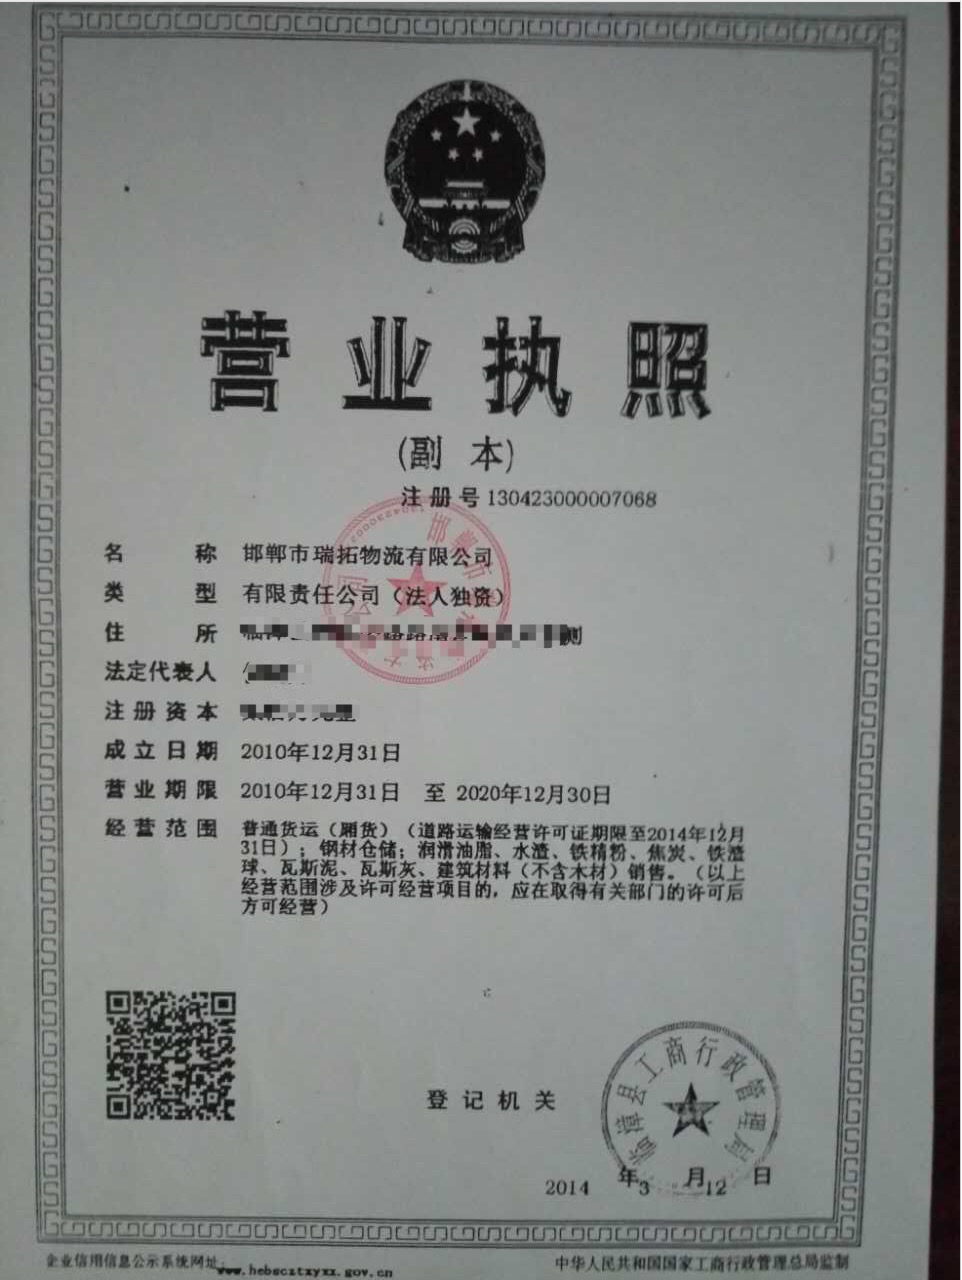 营业执照
(副 本)
注册号 130423000007068
名 称 邯郸市瑞拓物流有限公司
类 型 有限责任公司（法人独资）
住 所
法定代表人
注册资本
成立日期 2010年12月31日
营业期限 2010年12月31日 至 2020年12月30日
经营范围 普通货运（厢货）（道路运输经营许可证期限至2014年12月
31日）；钢材仓储；润滑油脂、水渣、铁精粉、焦炭、铁渣
球、瓦斯泥、瓦斯灰、建筑材料（不含木材）销售。（以上
经营范围涉及许可经营项目的，应在取得有关部门的许可后
方可经营）
登记机关
临漳县工商行政管理局
2014 年 3 月 12 日
企业信用信息公示系统网址: www.hebscztxyxx.gov.cn
中华人民共和国国家工商行政管理总局监制